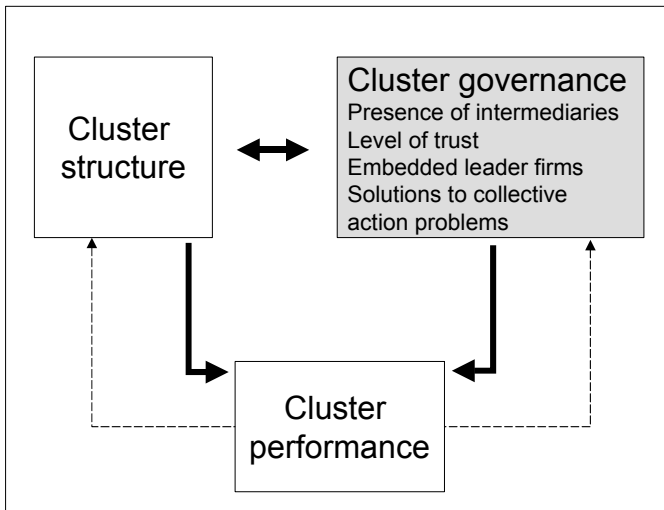 Cluster
structure
Cluster governance
Presence of intermediaries
Level of trust
Embedded leader firms
Solutions to collective
action problems
Cluster
performance